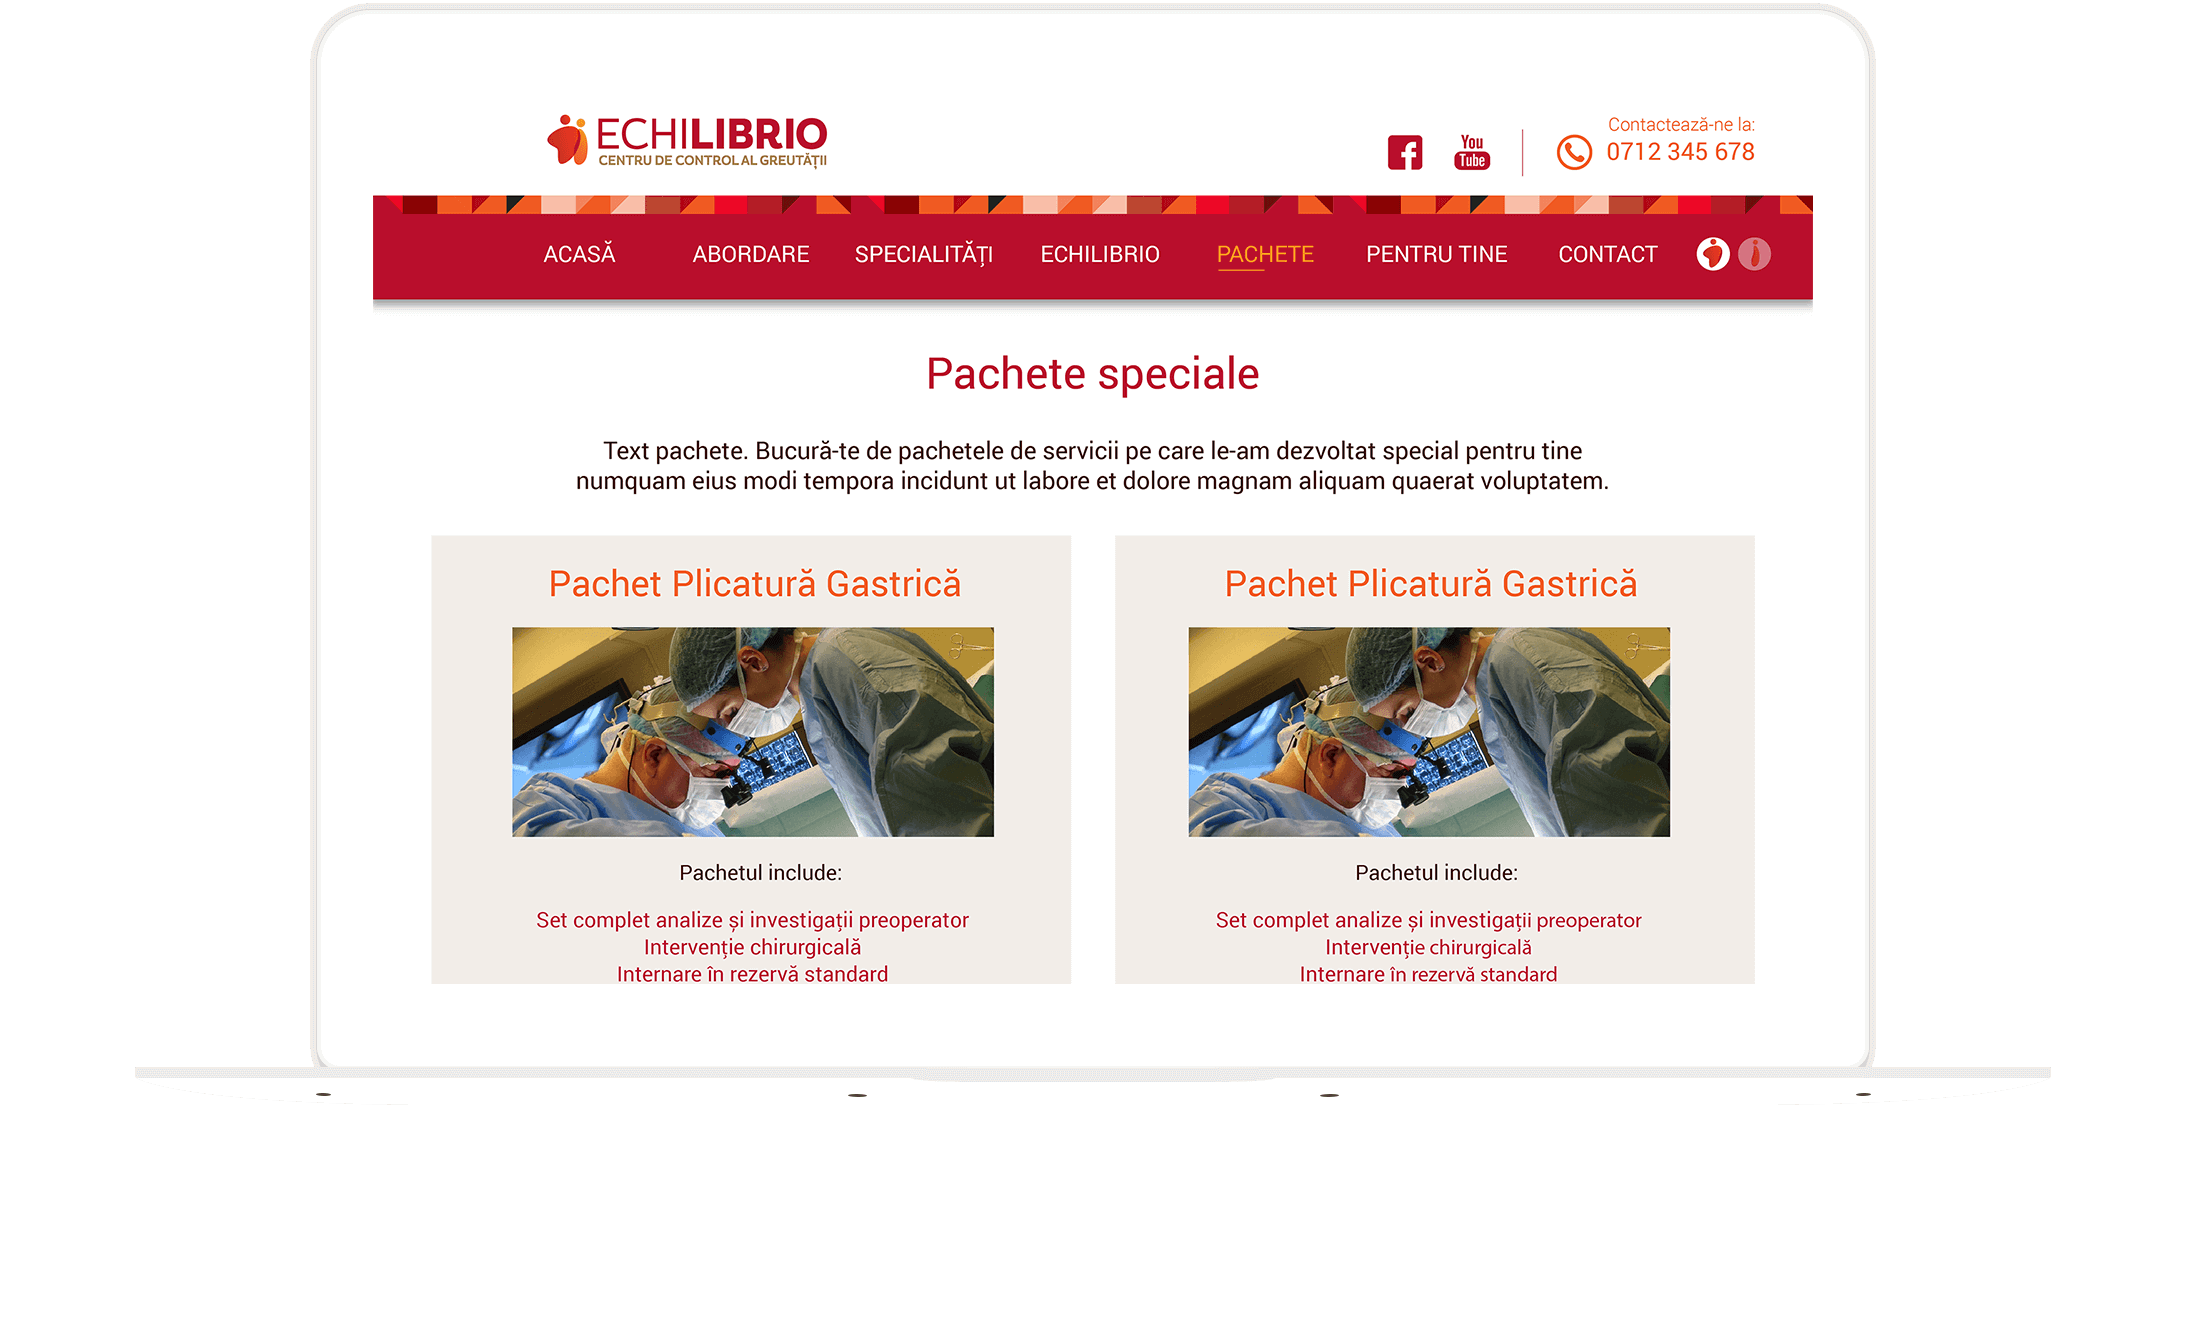 ECHILIBRIO
CENTRU DE CONTROL AL GREUTĂȚII
You
Tube
Contactează-ne la:
0712 345 678
ACASĂ ABORDARE SPECIALITĂȚI ECHILIBRIO PACHETE PENTRU TINE CONTACT
Pachete speciale
Text pachete. Bucură-te de pachetele de servicii pe care le-am dezvoltat special pentru tine
numquam eius modi tempora incidunt ut labore et dolore magnam aliquam quaerat voluptatem.
Pachet Plicatură Gastrică
Pachetul include:
Set complet analize și investigații preoperator
Intervenție chirurgicală
Internare în rezervă standard
Pachet Plicatură Gastrică
Pachetul include:
Set complet analize și investigații preoperator
Intervenție chirurgicală
Internare în rezervă standard